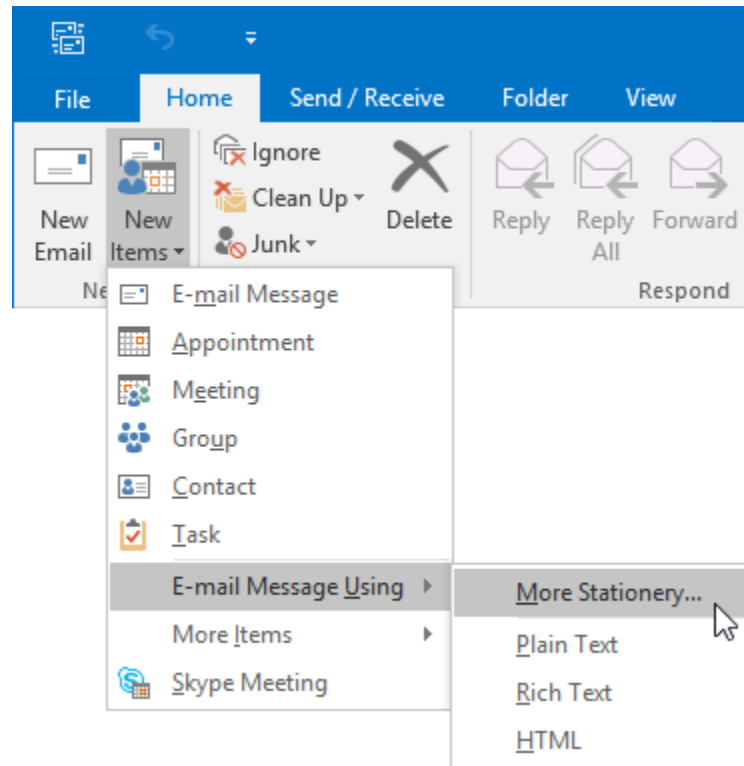 File Home Send / Receive Folder View
Ignore
Clean Up
Junk
New Email
New Items
Delete
Reply
Reply All
Forward
Ne
Respond
E-mail Message
Appointment
Meeting
Group
Contact
Task
E-mail Message Using
More Items
Skype Meeting
More Stationery...
Plain Text
Rich Text
HTML